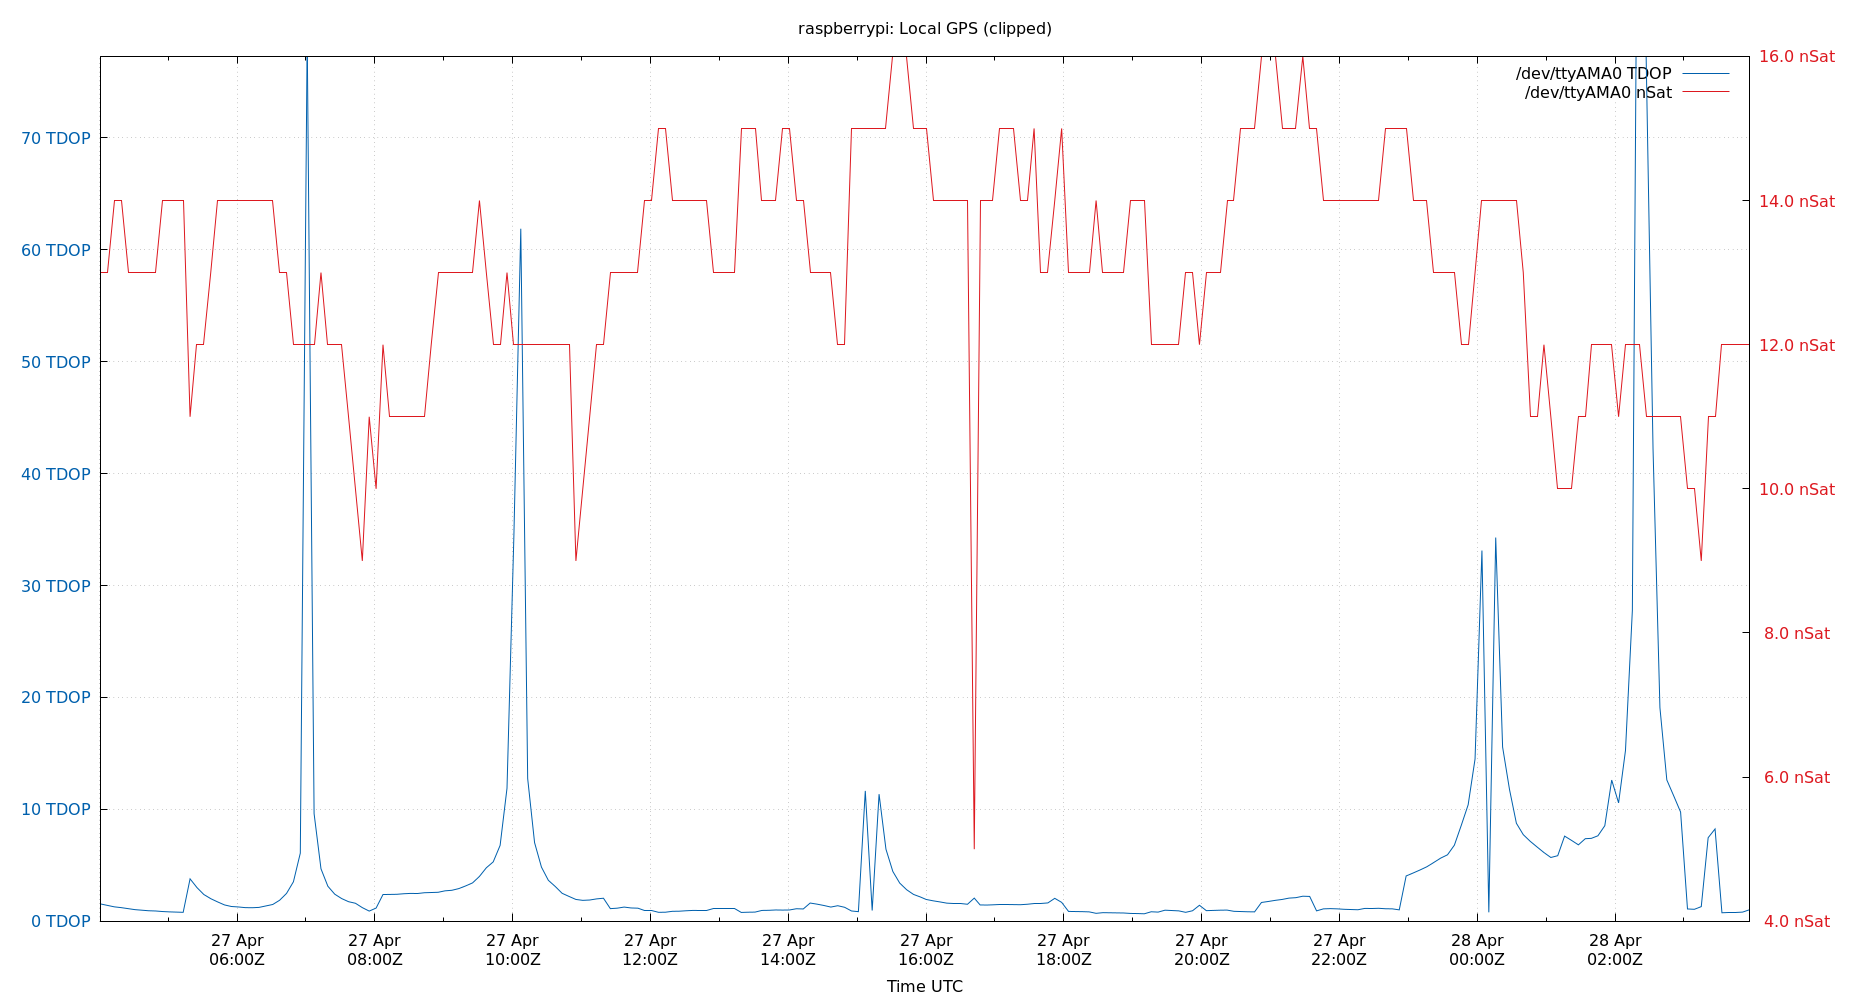 raspberrypi: Local GPS (clipped)
/dev/ttyAMA0 TDOP
/dev/ttyAMA0 nSat
70 TDOP
60 TDOP
50 TDOP
40 TDOP
30 TDOP
20 TDOP
10 TDOP
0 TDOP
16.0 nSat
14.0 nSat
12.0 nSat
10.0 nSat
8.0 nSat
6.0 nSat
4.0 nSat
27 Apr
06:00Z
27 Apr
08:00Z
27 Apr
10:00Z
27 Apr
12:00Z
27 Apr
14:00Z
27 Apr
16:00Z
27 Apr
18:00Z
27 Apr
20:00Z
27 Apr
22:00Z
28 Apr
00:00Z
28 Apr
02:00Z
Time UTC